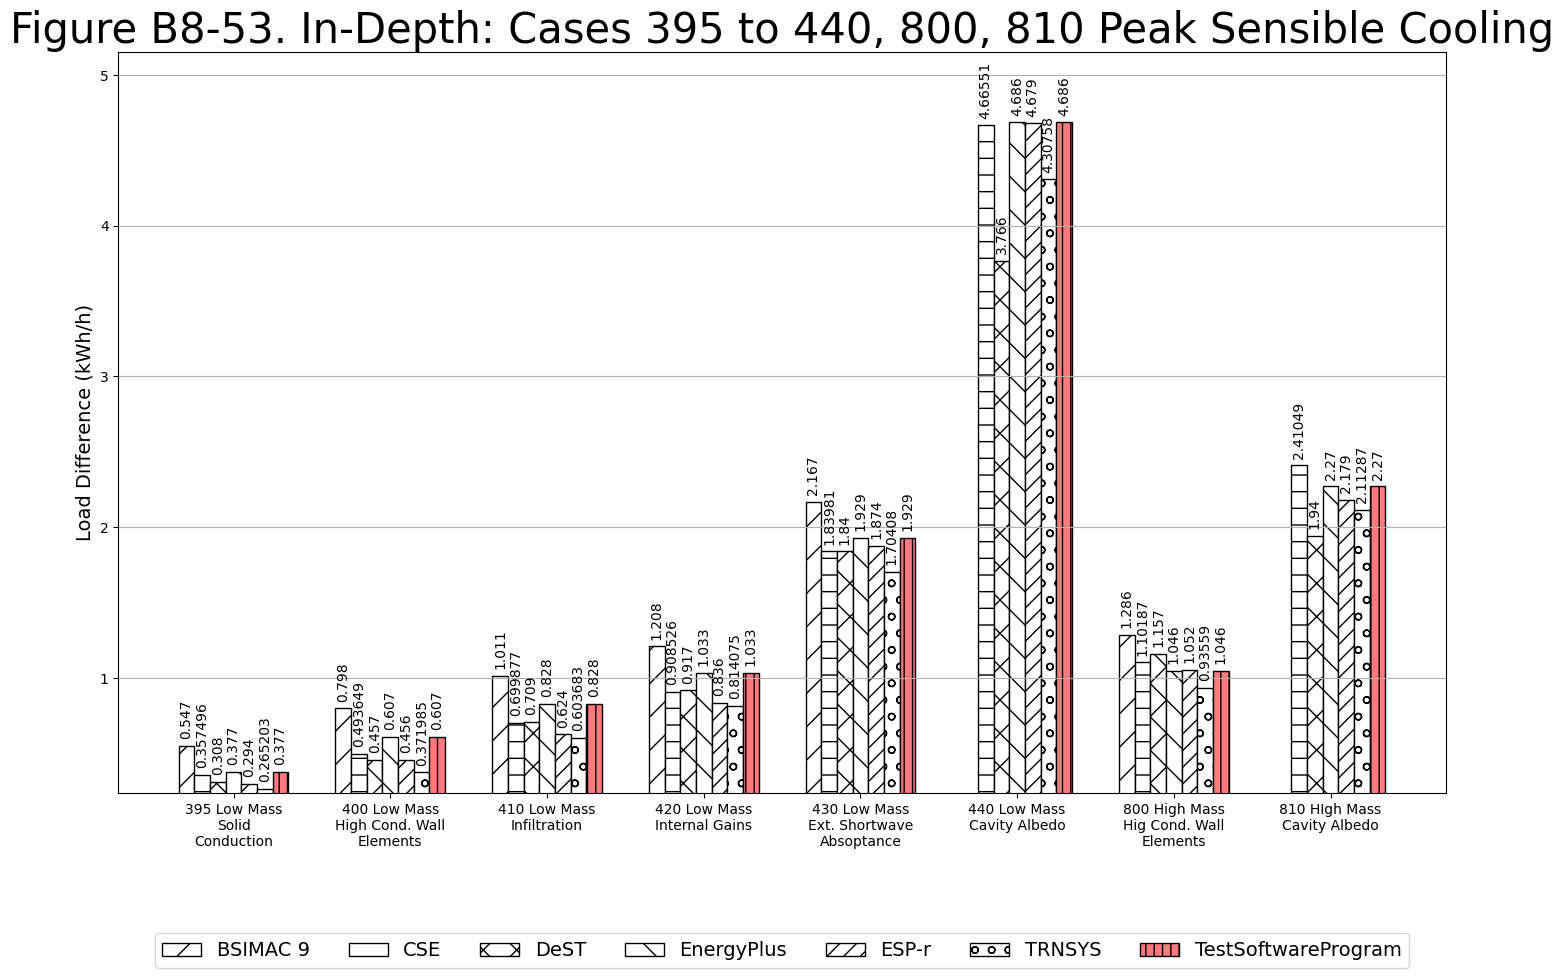 Figure B8-53. In-Depth: Cases 395 to 440, 800, 810 Peak Sensible Cooling
Load Difference (kWh/h)
5
4
3
2
1
0.547
0.357496
0.308
0.377
0.294
0.265203
0.377
0.798
0.493649
0.457
0.607
0.456
0.371985
0.607
1.011
0.699877
0.709
0.828
0.624
0.603683
0.828
1.208
0.908526
0.917
1.033
0.836
0.814075
1.033
2.167
1.83981
1.84
1.929
1.874
1.70408
1.929
4.66551
3.766
4.686
4.679
4.30758
4.686
1.286
1.10187
1.157
1.046
1.052
0.93559
1.046
2.41049
1.94
2.27
2.179
2.11287
2.27
395 Low Mass
Solid
Conduction
400 Low Mass
High Cond. Wall
Elements
410 Low Mass
Infiltration
420 Low Mass
Internal Gains
430 Low Mass
Ext. Shortwave
Absoptance
440 Low Mass
Cavity Albedo
800 High Mass
Hig Cond. Wall
Elements
810 HIgh Mass
Cavity Albedo
BSIMAC 9
CSE
DeST
EnergyPlus
ESP-r
TRNSYS
TestSoftwareProgram